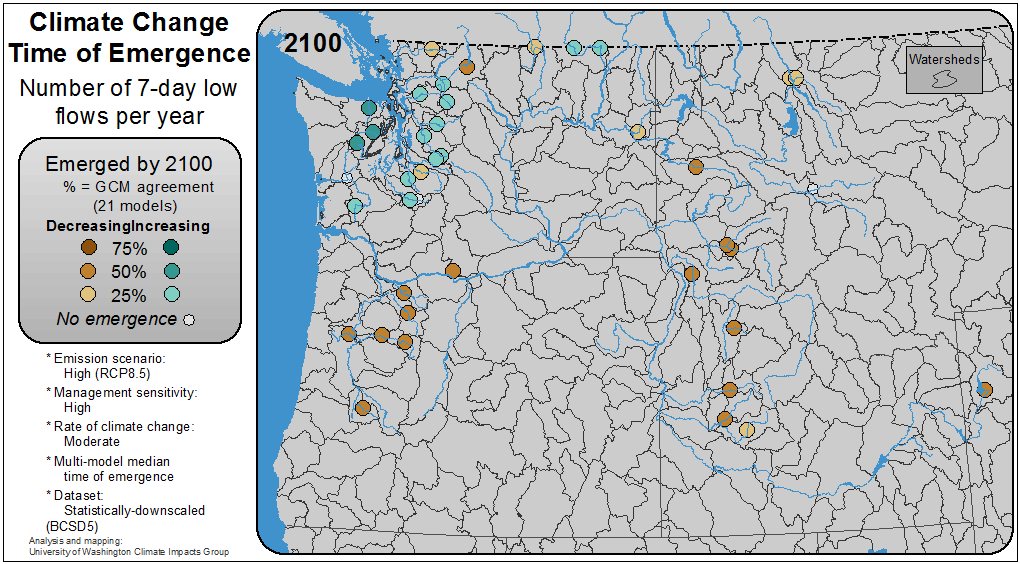 Climate Change
Time of Emergence
Number of 7-day low
flows per year
Emerged by 2100
% = GCM agreement
(21 models)
DecreasingIncreasing
75%
50%
25%
No emergence
* Emission scenario:
High (RCP8.5)
* Management sensitivity:
High
* Rate of climate change:
Moderate
* Multi-model median
time of emergence
* Dataset:
Statistically-downscaled
(BCSD5)
Analysis and mapping:
University of Washington Climate Impacts Group
2100
Watersheds